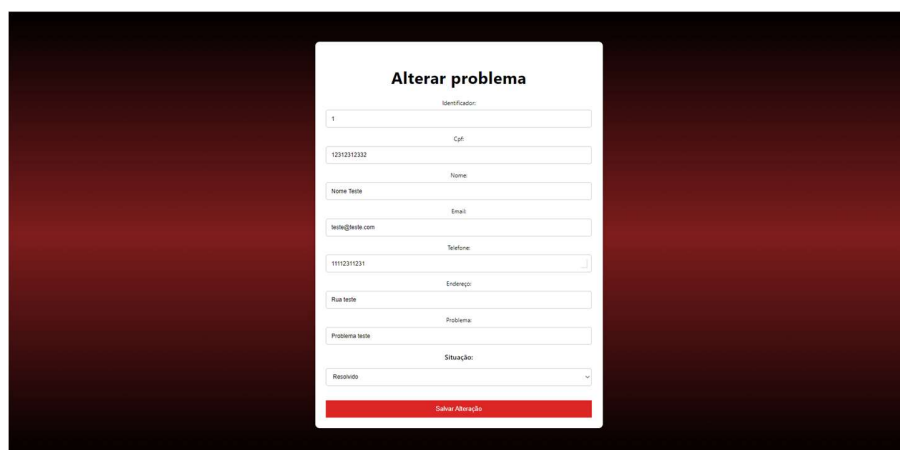 Alterar problema
Identificador:
1
Cpf:
12312312332
Nome:
Nome Teste
Email:
teste@teste.com
Telefone:
11112311231
Endereço:
Rua teste
Problema:
Problema teste
Situação:
Resolvido
Salvar Alteração